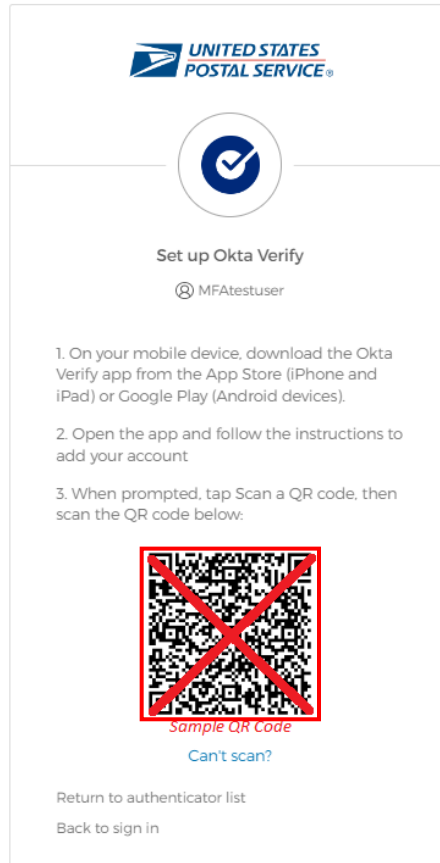 UNITED STATES
POSTAL SERVICE®
Set up Okta Verify
MFAtestuser
1. On your mobile device, download the Okta
Verify app from the App Store (iPhone and
iPad) or Google Play (Android devices).
2. Open the app and follow the instructions to
add your account
3. When prompted, tap Scan a QR code, then
scan the QR code below:
Sample QR Code
Can't scan?
Return to authenticator list
Back to sign in